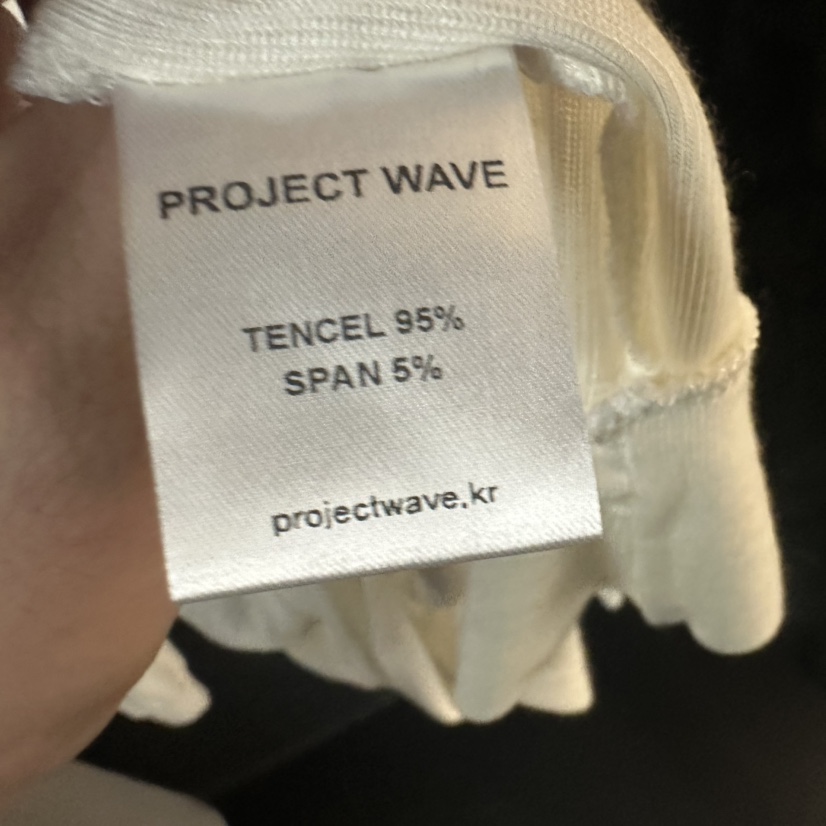 PROJECT WAVE
TENCEL 95%
SPAN 5%
projectwave.kr